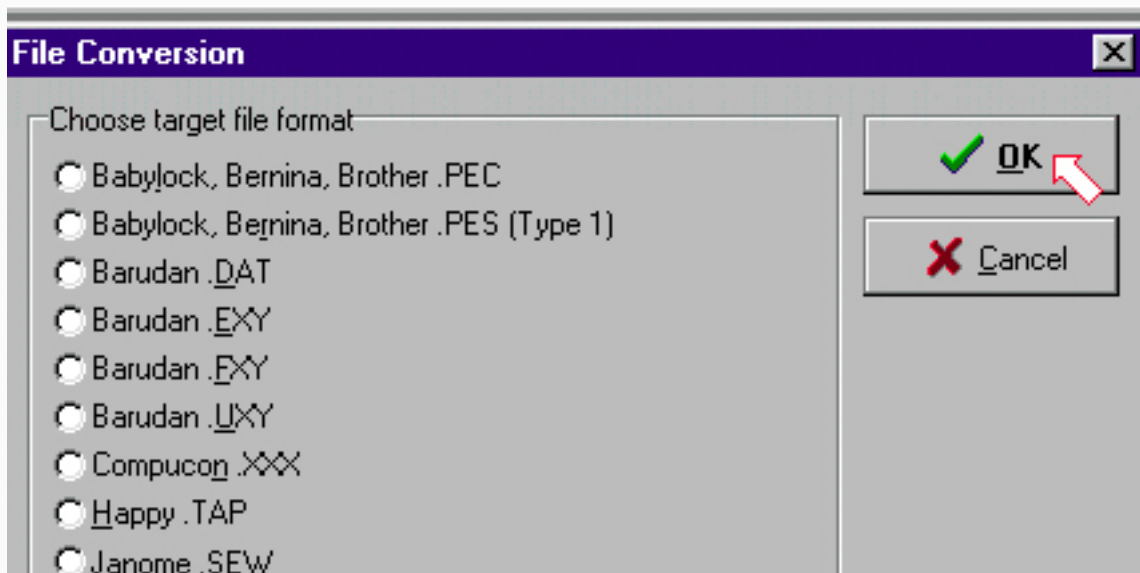 File Conversion
Choose target file format
Babylock, Bernina, Brother .PEC
Babylock, Bernina, Brother .PES (Type 1)
Barudan .DAT
Barudan .EXY
Barudan .FXY
Barudan .UXY
Compucon .XXX
Happy .TAP
Janome .SEW
OK
Cancel